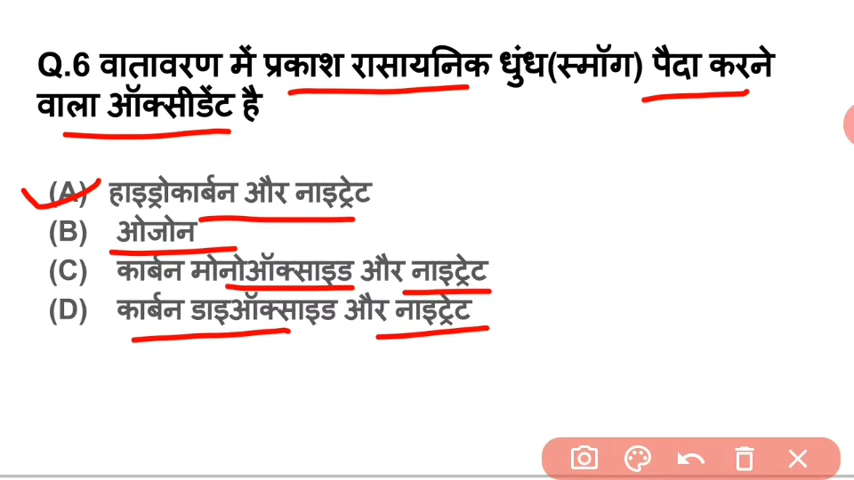 Q.6 वातावरण में प्रकाश रासायनिक धुंध(स्मॉग) पैदा करने
वाला ऑक्सीडेंट है
(A) हाइड्रोकार्बन और नाइट्रेट
(B) ओजोन
(C) कार्बन मोनोऑक्साइड और नाइट्रेट
(D) कार्बन डाइऑक्साइड और नाइट्रेट